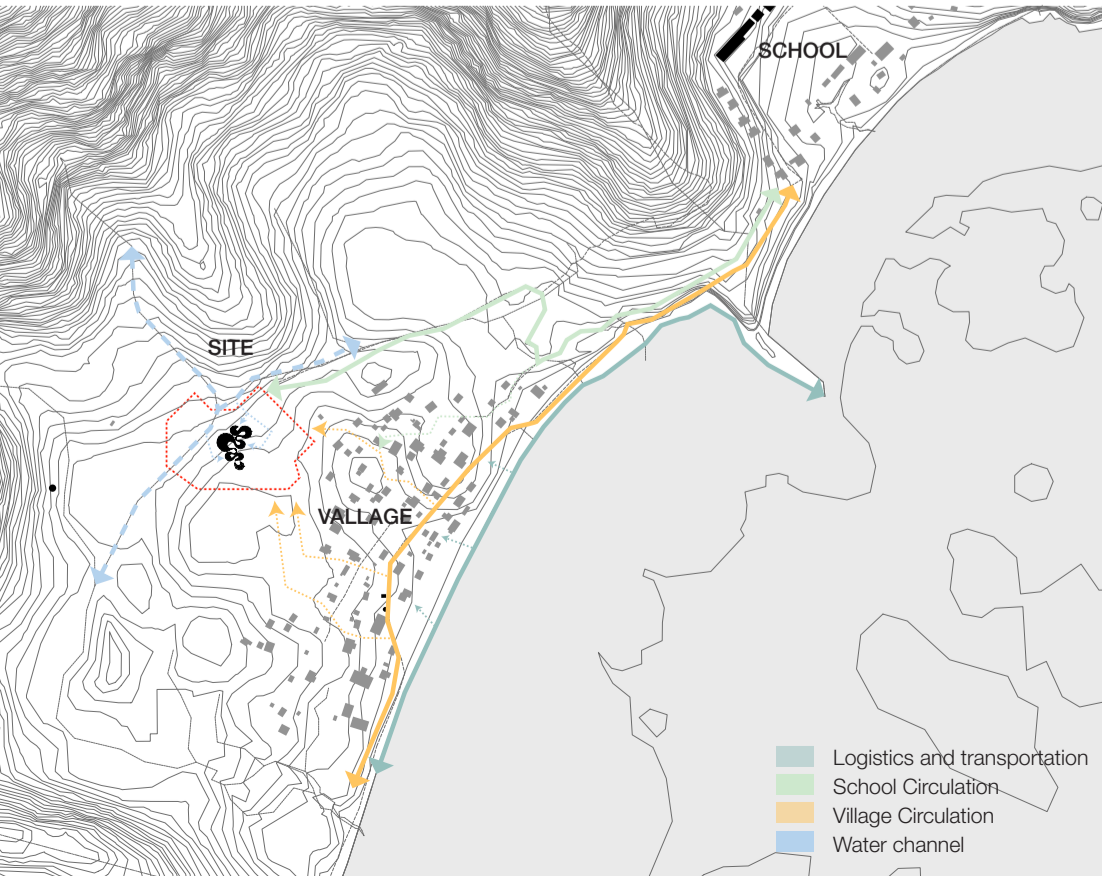 SCHOOL
SITE
VALLAGE
Logistics and transportation
School Circulation
Village Circulation
Water channel